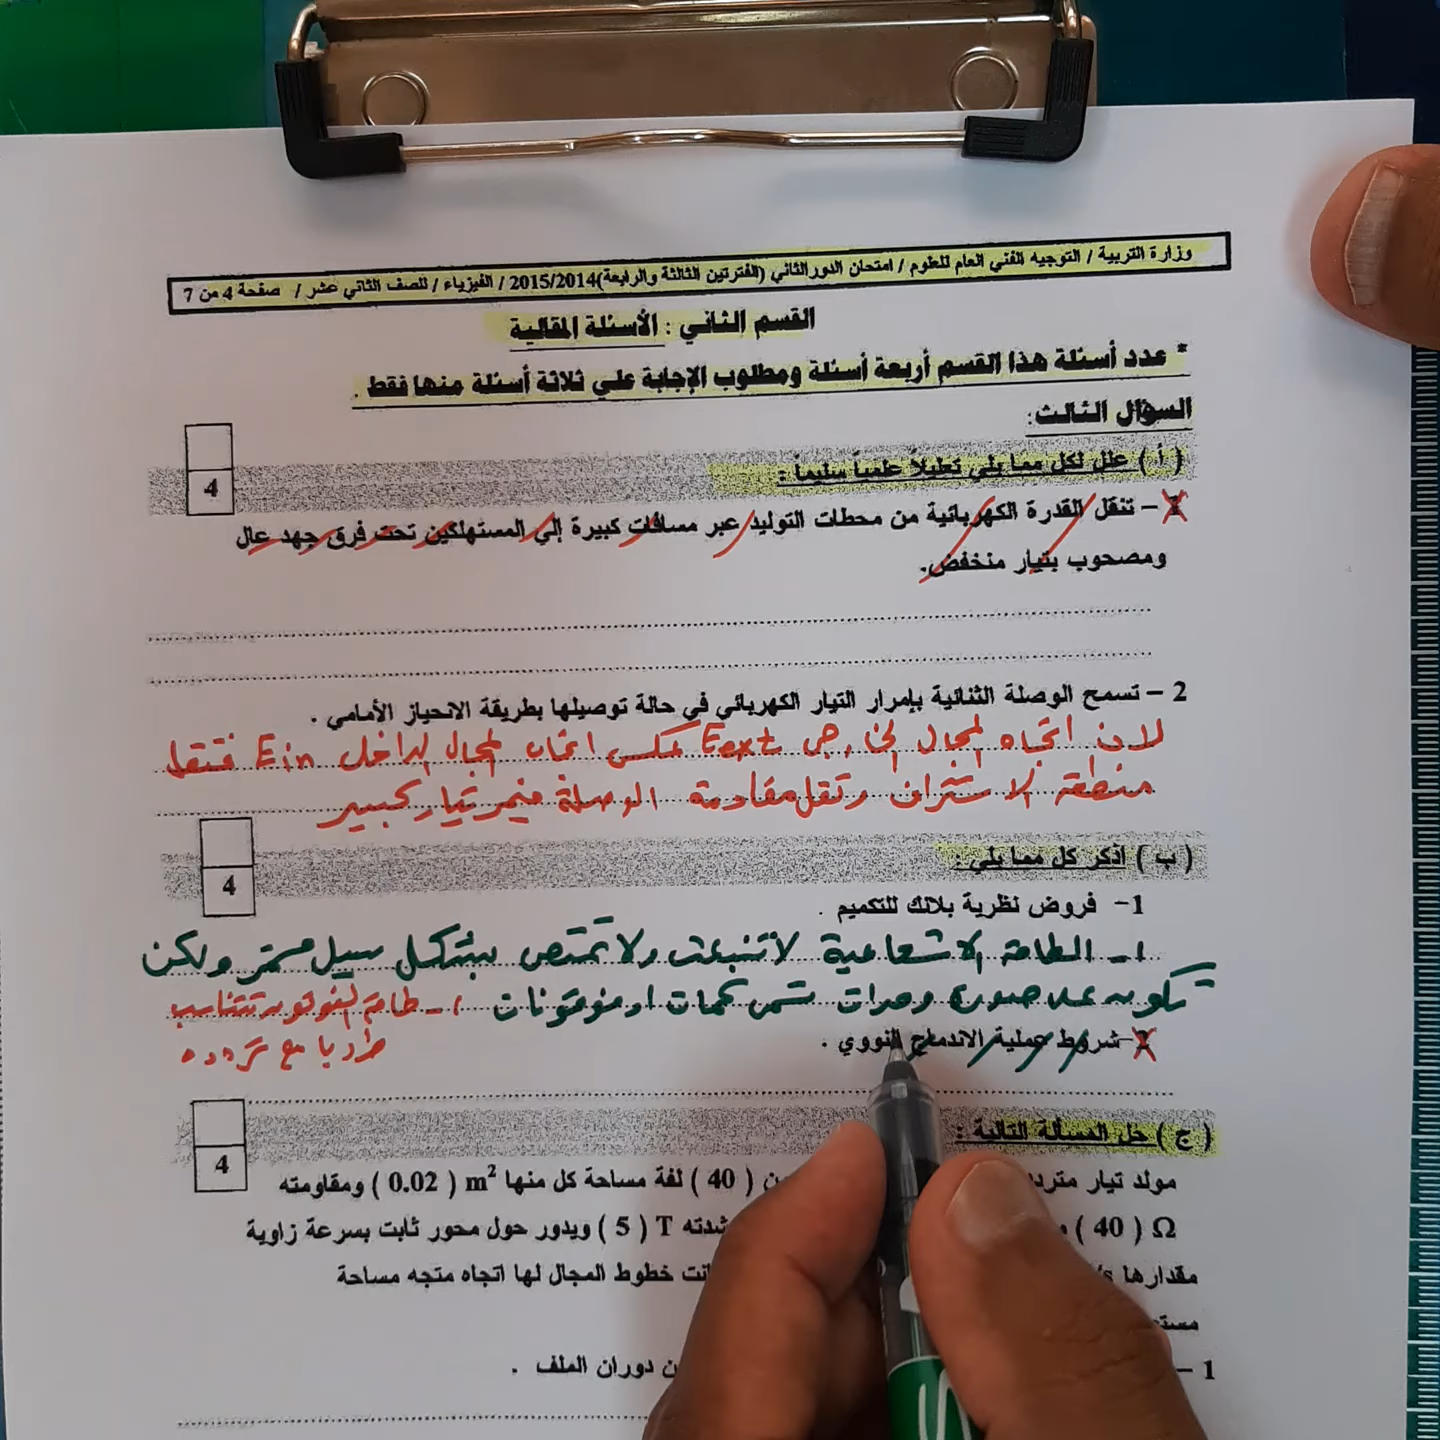 وزارة التربية / التوجيه الفني العام للعلوم / امتحان الدور الثاني (الفترتين الثالثة والرابعة) 2015/2014 / الفيزياء / للصف الثاني عشر / صفحة 4 من 7
القسم الثاني : الأسئلة المقالية
* عدد أسئلة هذا القسم أربعة أسئلة ومطلوب الإجابة علي ثلاثة أسئلة منها فقط .
السؤال الثالث:
( أ ) علل لكل مما يلي تعليلاً علمياً سليماً :
4
– تنقل القدرة الكهربائية من محطات التوليد عبر مسافات كبيرة إلي المستهلكين تحت فرق جهد عال
ومصحوب بتيار منخفض.
2 – تسمح الوصلة الثنائية بإمرار التيار الكهربائي في حالة توصيلها بطريقة الانحياز الأمامي .
لان اتجاه المجال الخارجى Eext عكس اتجاه المجال الداخلى Ein فتقل
منطقة الاستنزاف وتقل مقاومة الوصلة فيمر تيار كبير
( ب ) اذكر كل مما يلي :
4
1- فروض نظرية بلانك للتكميم .
1- الطاقة الاشعاعية لا تنبعث ولا تمتص بشكل سيل مستمر ولكن
تكون على صورة وحدات تسمى كمات او فوتونات ، - طاقة الفوتون تتناسب
طرديا مع تردده
- شروط عملية الاندماج النووي .
( ج ) حل المسألة التالية :
4
مولد تيار متردد ( 40 ) لفة مساحة كل منها m² ( 0.02 ) ومقاومته
Ω ( 40 ) شدته T ( 5 ) ويدور حول محور ثابت بسرعة زاوية
مقدارها خطوط المجال لها اتجاه متجه مساحة
1 – دوران الملف .